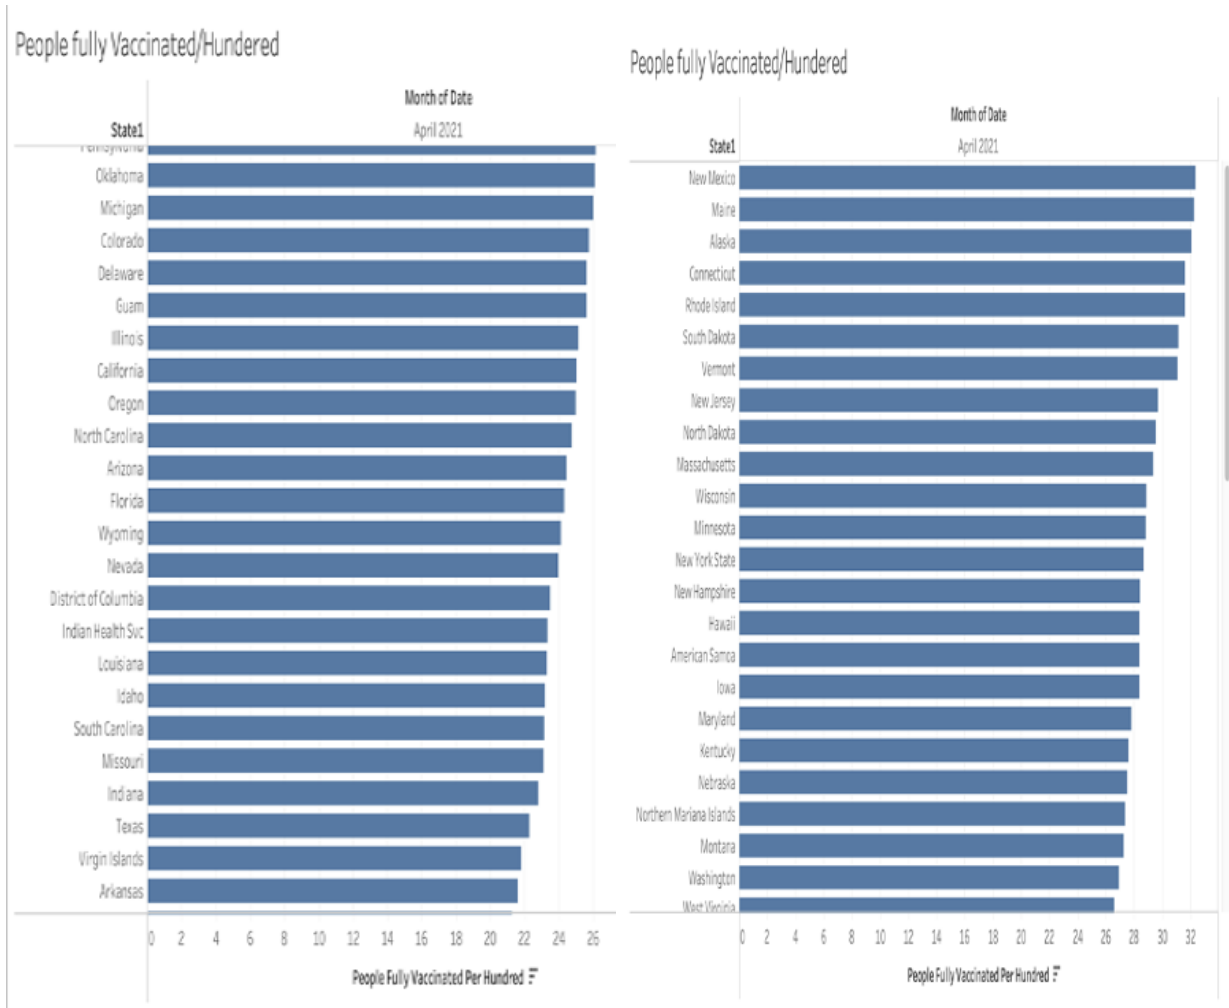 People fully Vaccinated/Hundered
Month of Date
State1
April 2021
Pennsylvania
Oklahoma
Michigan
Colorado
Delaware
Guam
Illinois
California
Oregon
North Carolina
Arizona
Florida
Wyoming
Nevada
District of Columbia
Indian Health Svc
Louisiana
Idaho
South Carolina
Missouri
Indiana
Texas
Virgin Islands
Arkansas
0 2 4 6 8 10 12 14 16 18 20 22 24 26
People Fully Vaccinated Per Hundred
People fully Vaccinated/Hundered
Month of Date
State1
April 2021
New Mexico
Maine
Alaska
Connecticut
Rhode Island
South Dakota
Vermont
New Jersey
North Dakota
Massachusetts
Wisconsin
Minnesota
New York State
New Hampshire
Hawaii
American Samoa
Iowa
Maryland
Kentucky
Nebraska
Northern Mariana Islands
Montana
Washington
West Virginia
0 2 4 6 8 10 12 14 16 18 20 22 24 26 28 30 32
People Fully Vaccinated Per Hundred